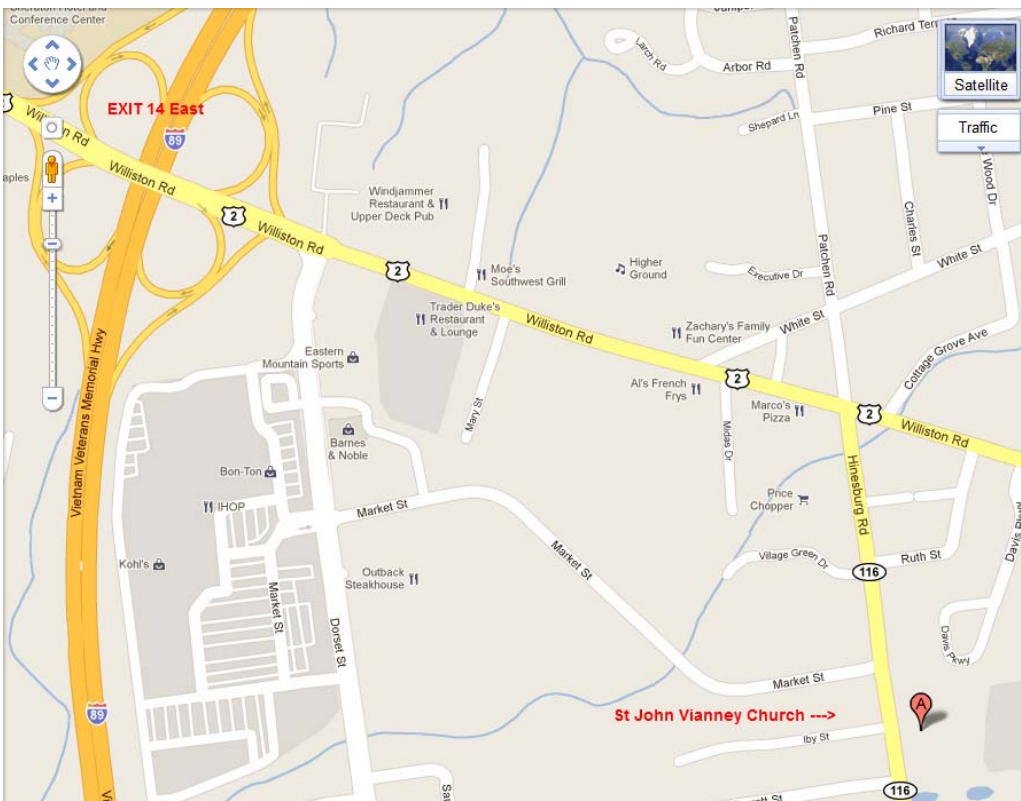 Conference Center
EXIT 14 East
89
Williston Rd
Williston Rd
2
Williston Rd
2
Windjammer
Restaurant &
Upper Deck Pub
Moe's
Southwest Grill
Trader Duke's
Restaurant
& Lounge
Higher
Ground
Williston Rd
Zachary's Family
Fun Center
Al's French
Frys
2
Marco's
Pizza
2
Williston Rd
Larch Rd
Arbor Rd
Patchen Rd
Shepard Ln
Pine St
Charles St
Wood Dr
White St
Executive Dr
Patchen Rd
White St
Cottage Grove Ave
Satellite
Traffic
Vietnam Veterans Memorial Hwy
Eastern
Mountain Sports
Barnes
& Noble
Bon-Ton
IHOP
Kohl's
Mary St
Midas Dr
Market St
Price
Chopper
Hinesburg Rd
Village Green Dr
Ruth St
116
Outback
Steakhouse
Market St
Market St
Dorset St
Davis Pkwy
Market St
89
St John Vianney Church --->
A
Iby St
116